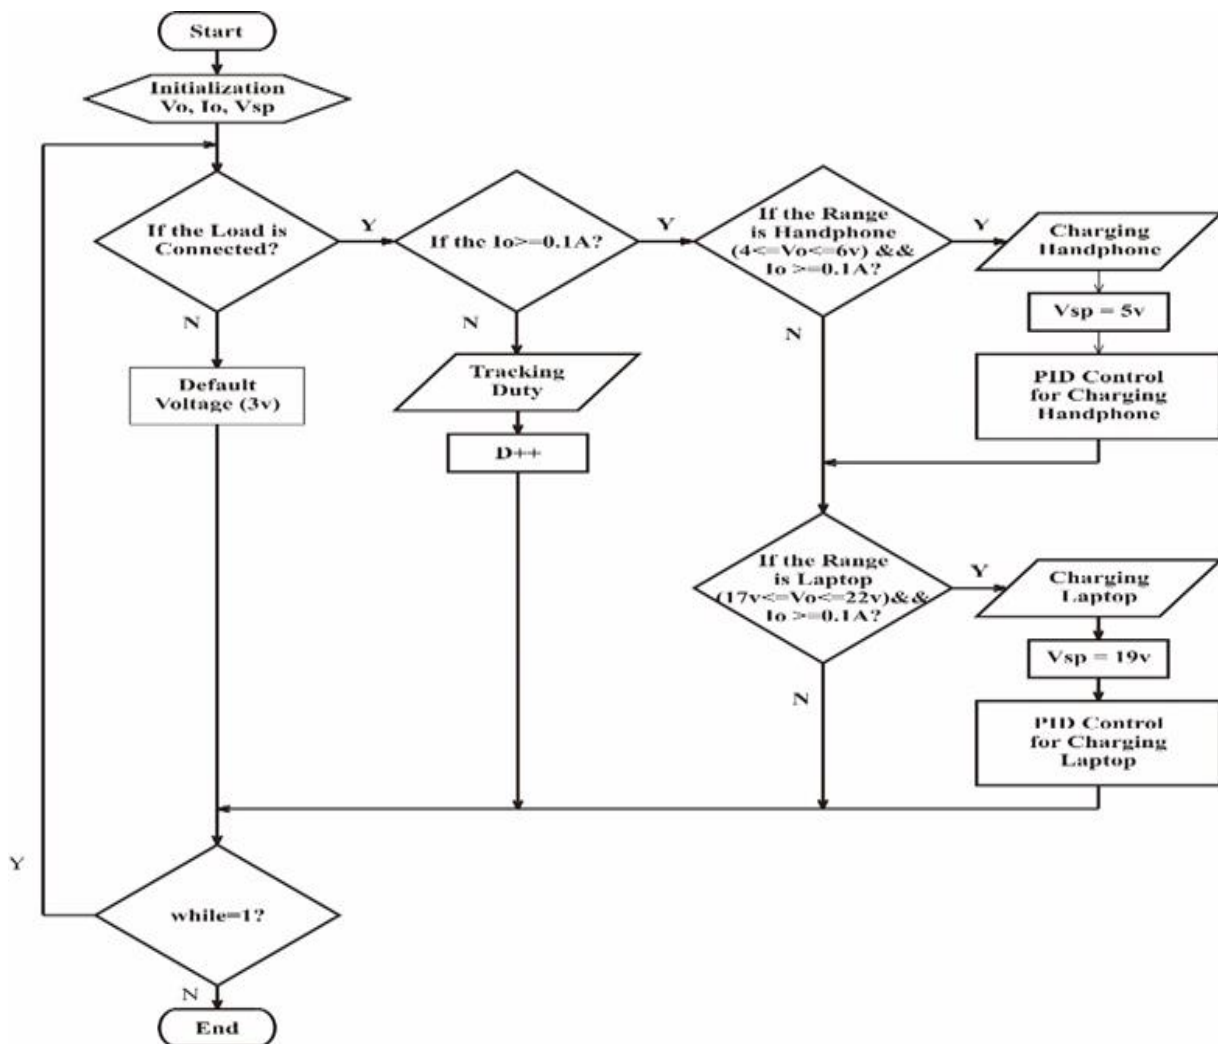 Start
Initialization
Vo, Io, Vsp
If the Load is
Connected?
Y
N
If the Io>=0.1A?
Y
N
If the Range
is Handphone
(4<=Vo<=6v) &&
Io >=0.1A?
Y
N
Charging
Handphone
Vsp = 5v
PID Control
for Charging
Handphone
Default
Voltage (3v)
Tracking
Duty
D++
If the Range
is Laptop
(17v<=Vo<=22v)&&
Io >=0.1A?
Y
N
Charging
Laptop
Vsp = 19v
PID Control
for Charging
Laptop
Y
while=1?
N
End